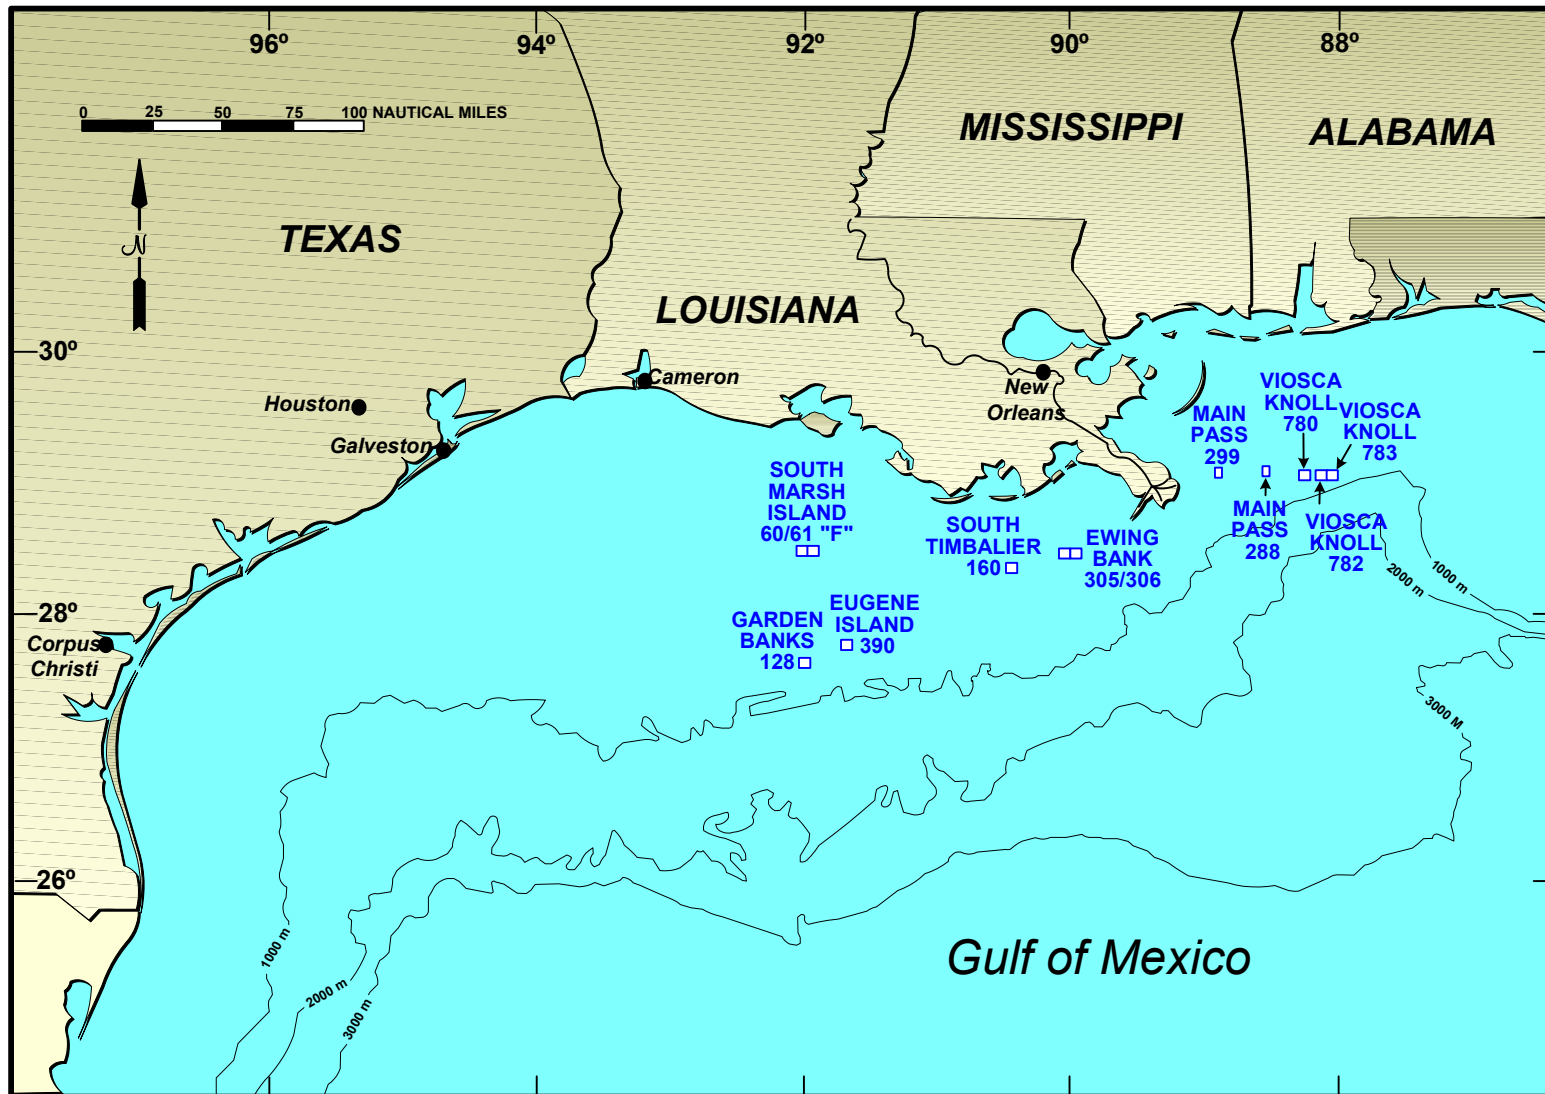 96º
94º
92º
90º
88º
0 25 50 75 100 NAUTICAL MILES
MISSISSIPPI
ALABAMA
N
TEXAS
LOUISIANA
30º
Cameron
Houston
New
Orleans
Galveston
VIOSCA
KNOLL
780
VIOSCA
KNOLL
783
MAIN
PASS
299
SOUTH
MARSH
ISLAND
60/61 "F"
SOUTH
TIMBALIER
160
EWING
BANK
305/306
MAIN
PASS
288
VIOSCA
KNOLL
782
1000 m
2000 m
28º
GARDEN
BANKS
128
EUGENE
ISLAND
390
Corpus
Christi
3000 M
26º
1000 m
2000 m
3000 m
Gulf of Mexico